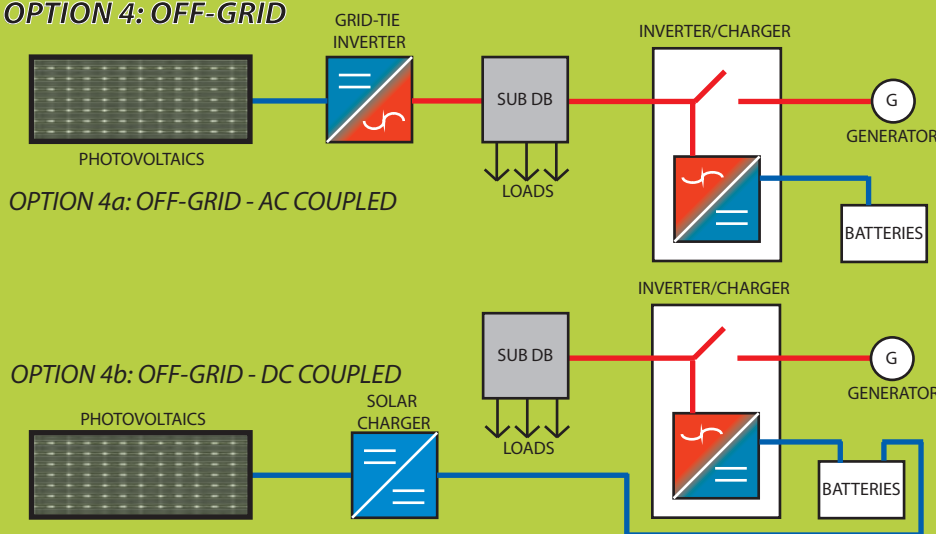 OPTION 4: OFF-GRID
GRID-TIE
INVERTER
INVERTER/CHARGER
SUB DB
G
GENERATOR
PHOTOVOLTAICS
LOADS
OPTION 4a: OFF-GRID - AC COUPLED
BATTERIES
INVERTER/CHARGER
SUB DB
G
GENERATOR
OPTION 4b: OFF-GRID - DC COUPLED
PHOTOVOLTAICS
SOLAR
CHARGER
LOADS
BATTERIES